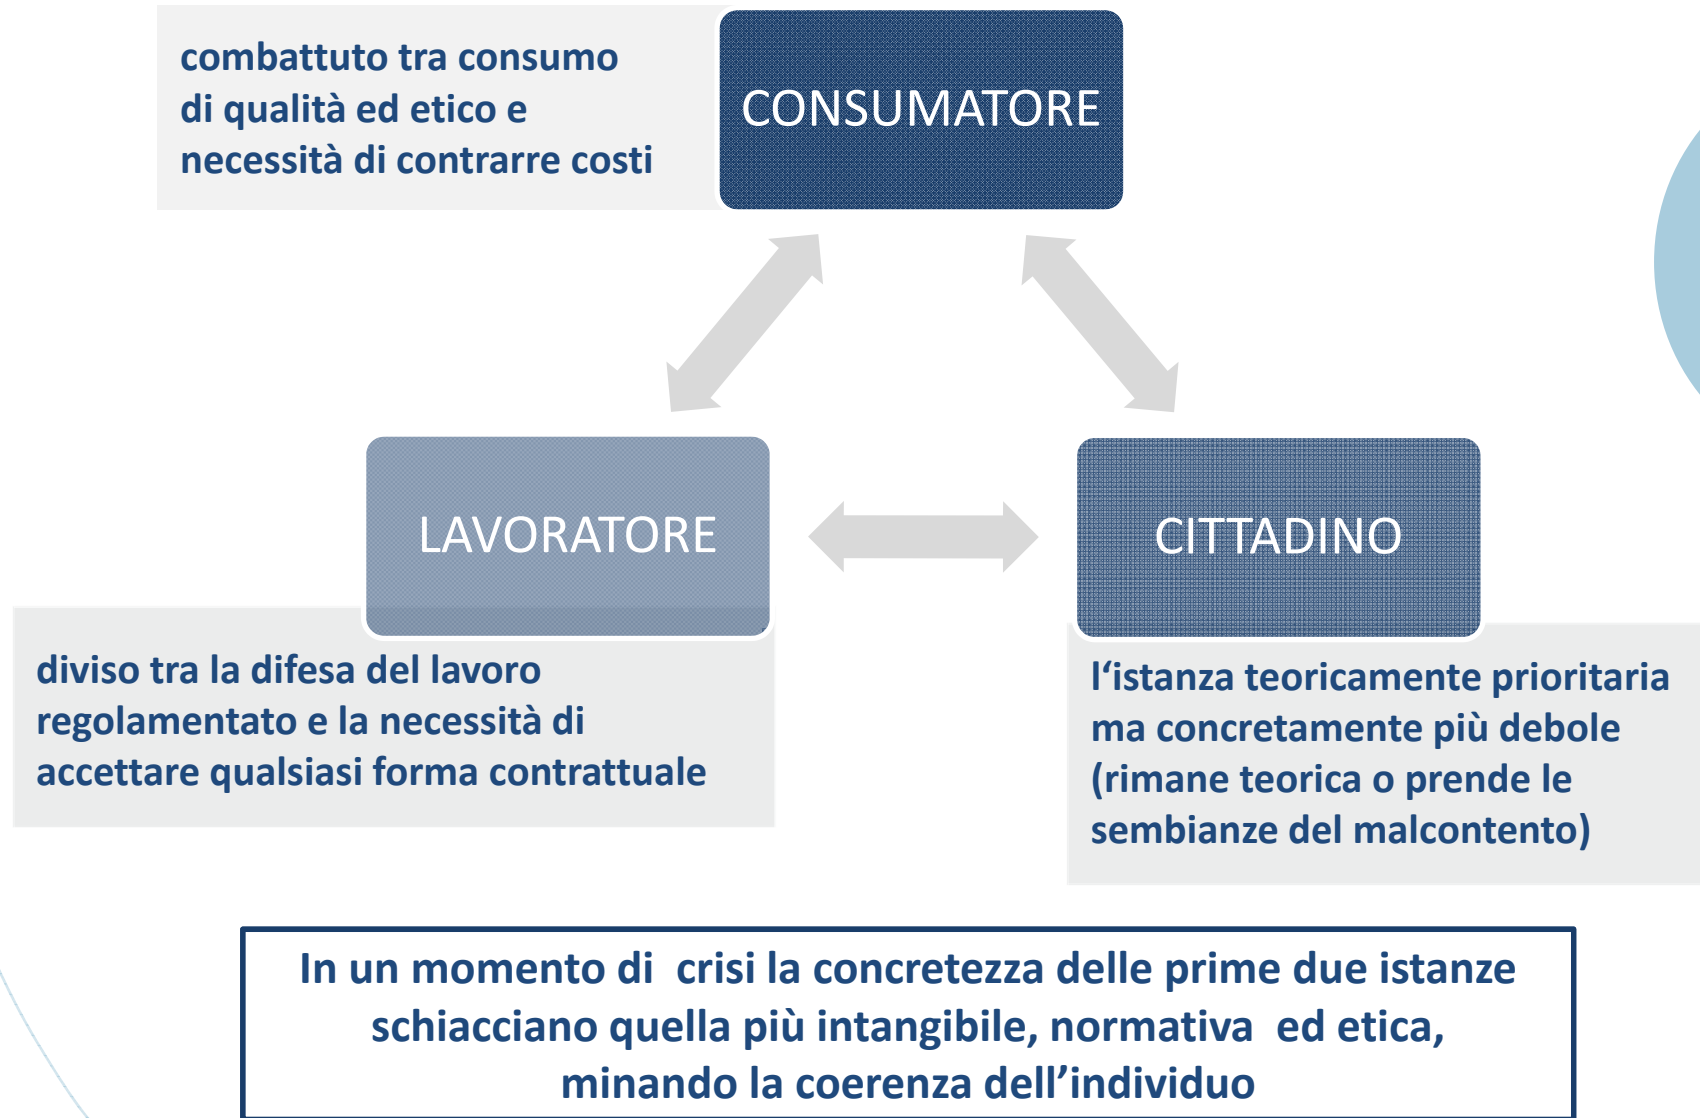 combattuto tra consumo
di qualità ed etico e
necessità di contrarre costi
CONSUMATORE
LAVORATORE
CITTADINO
diviso tra la difesa del lavoro
regolamentato e la necessità di
accettare qualsiasi forma contrattuale
l‘istanza teoricamente prioritaria
ma concretamente più debole
(rimane teorica o prende le
sembianze del malcontento)
In un momento di  crisi la concretezza delle prime due istanze
schiacciano quella più intangibile, normativa  ed etica,
minando la coerenza dell’individuo